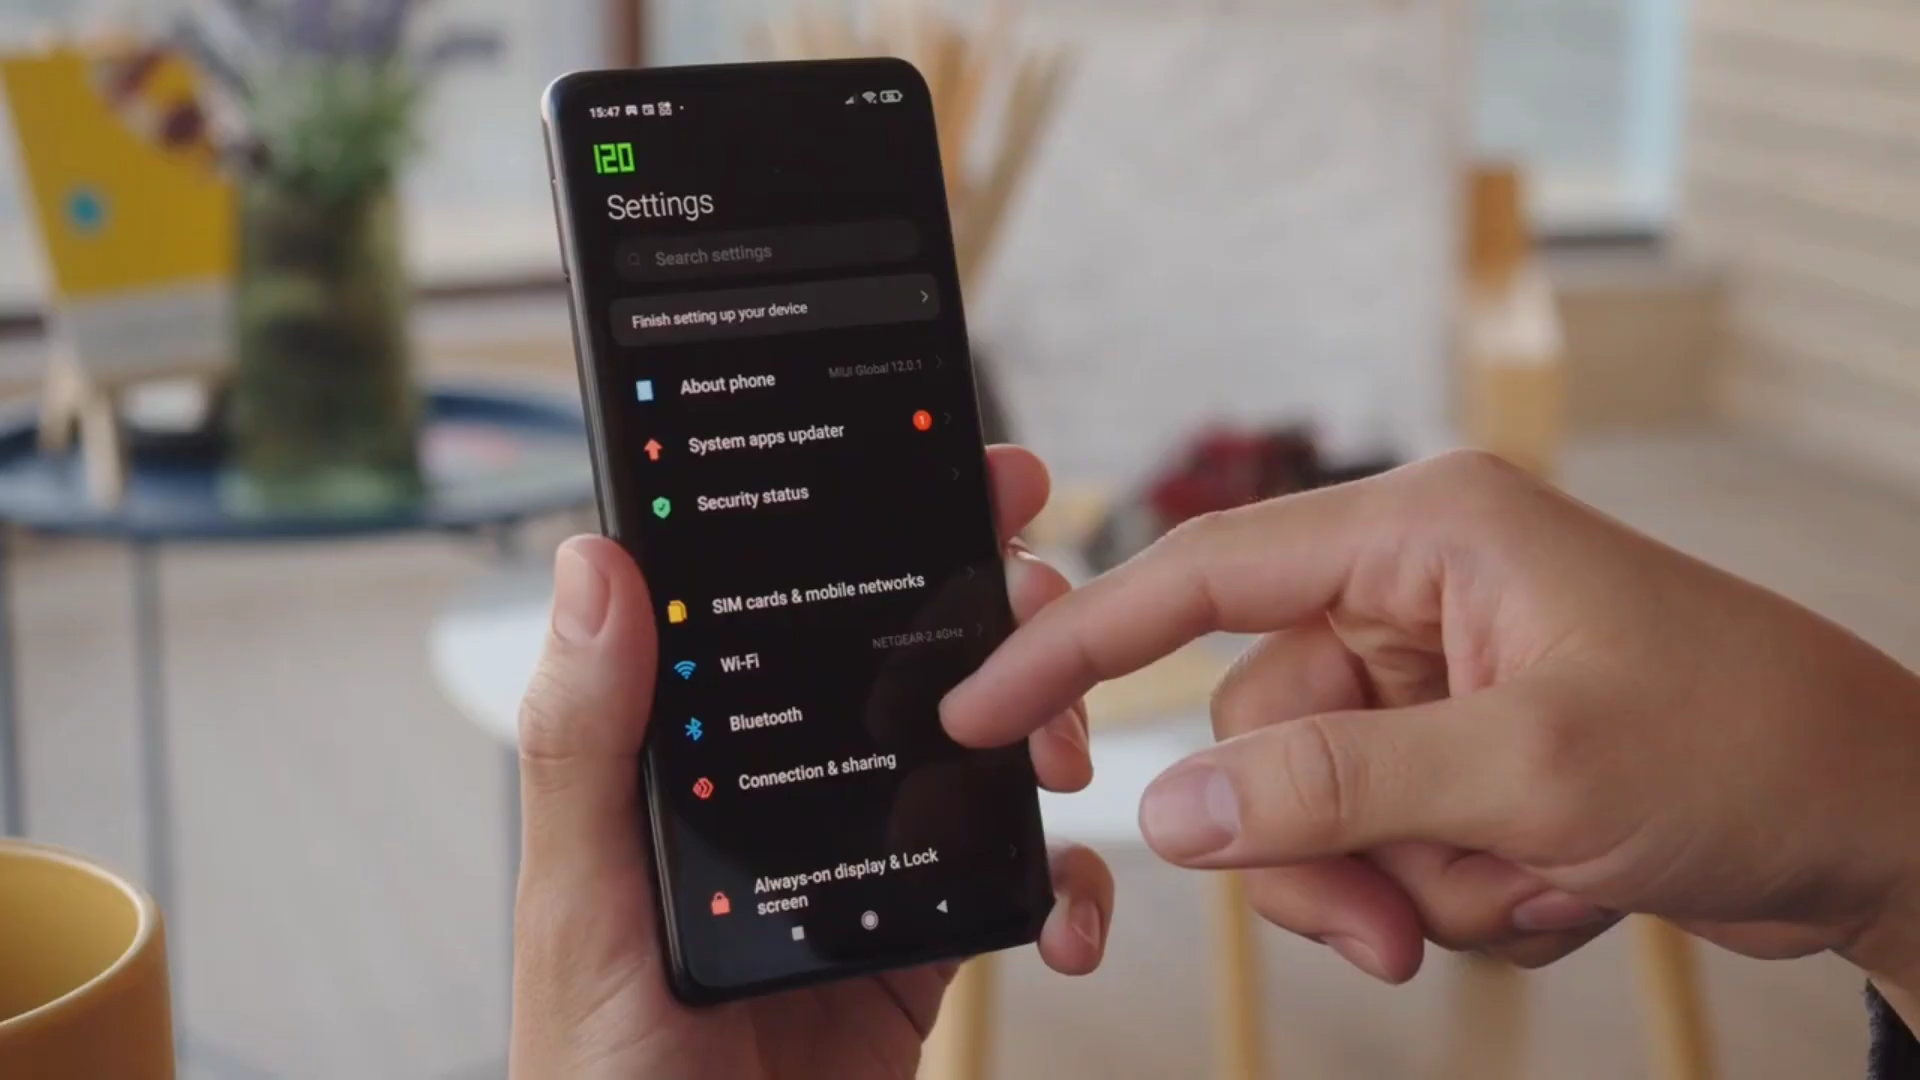 15:47
120
Settings
Search settings
Finish setting up your device
About phone MIUI Global 12.0.1
System apps updater 1
Security status
SIM cards & mobile networks
Wi-Fi NETGEAR-2.4GHz
Bluetooth
Connection & sharing
Always-on display & Lock
screen